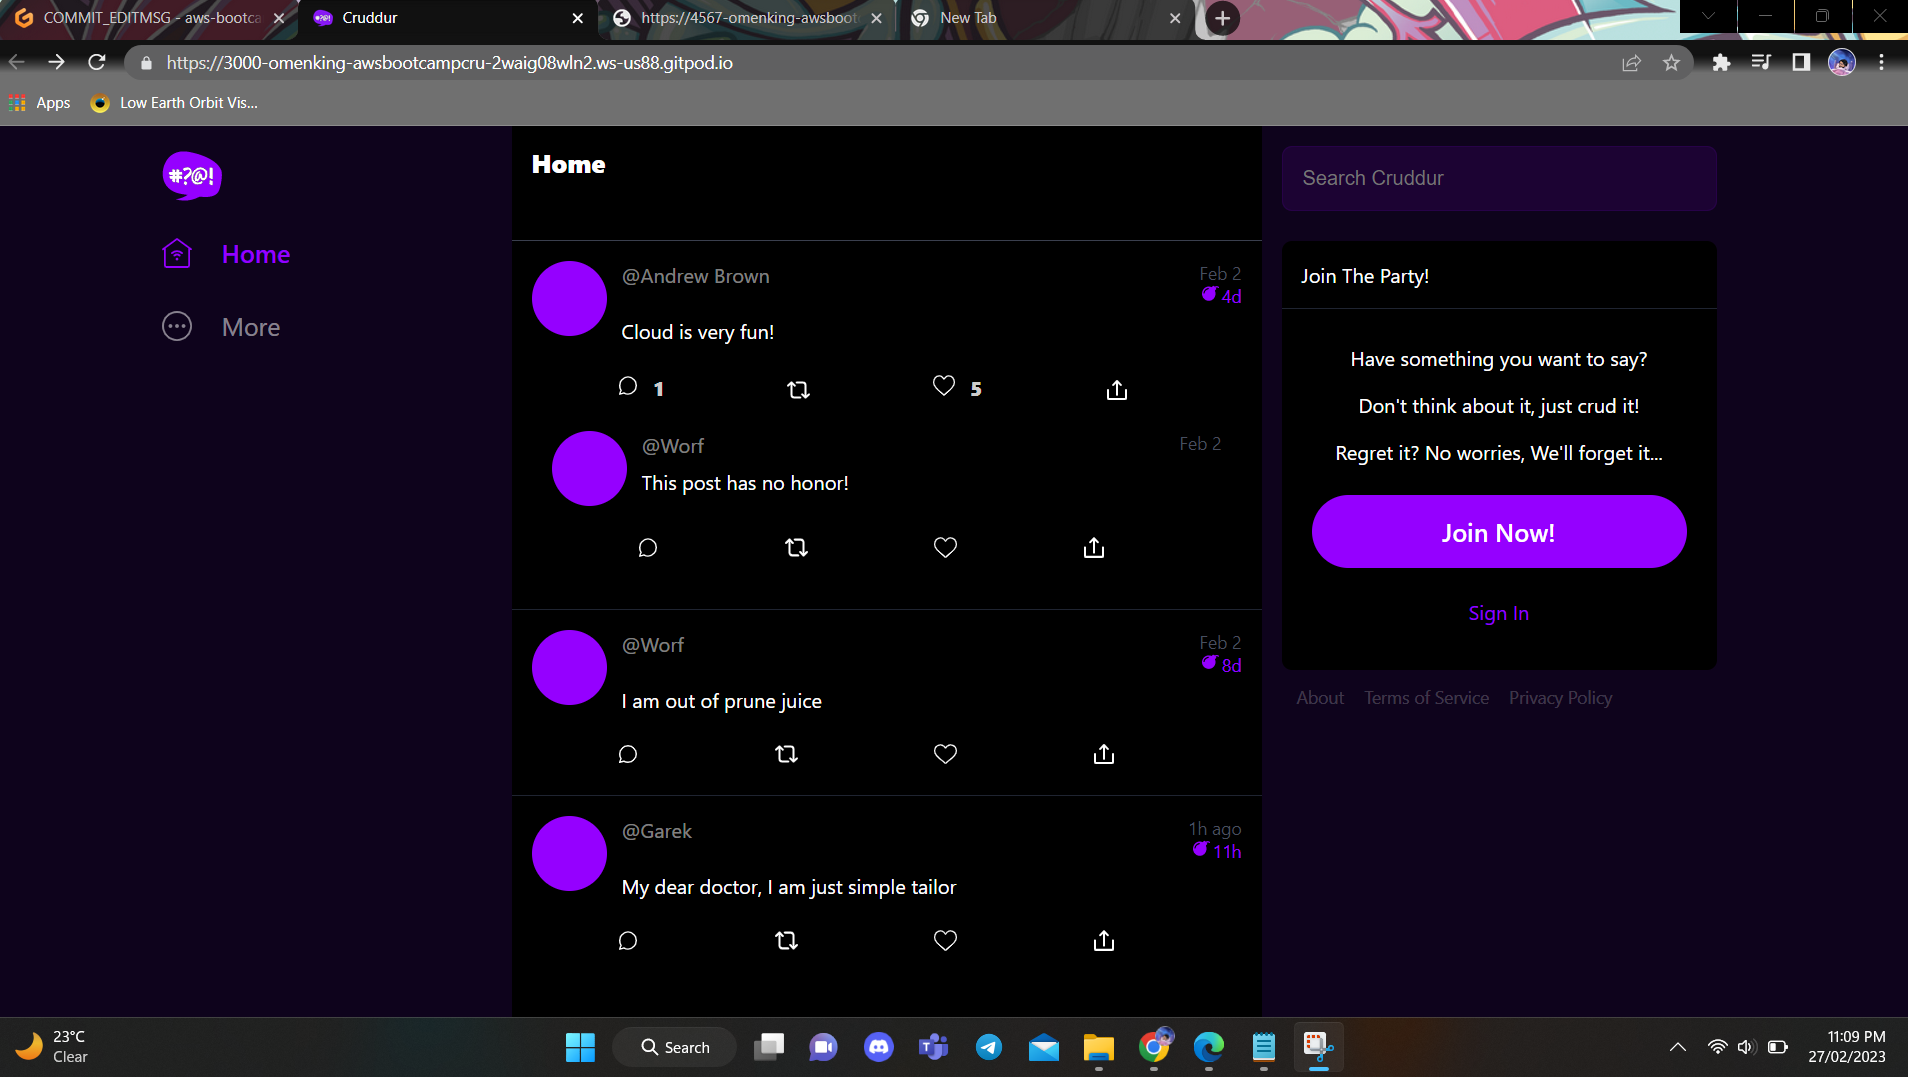 COMMIT_EDITMSG - aws-bootca
Cruddur
https://4567-omenking-awsboot
New Tab
https://3000-omenking-awsbootcampcru-2waig08wln2.ws-us88.gitpod.io
Apps
Low Earth Orbit Vis...
#?@!
Home
More
Home
@Andrew Brown
Feb 2
4d
Cloud is very fun!
1
5
@Worf
Feb 2
This post has no honor!
@Worf
Feb 2
8d
I am out of prune juice
@Garek
1h ago
11h
My dear doctor, I am just simple tailor
Search Cruddur
Join The Party!
Have something you want to say?
Don't think about it, just crud it!
Regret it? No worries, We'll forget it...
Join Now!
Sign In
About Terms of Service Privacy Policy
23°C
Clear
Search
11:09 PM
27/02/2023